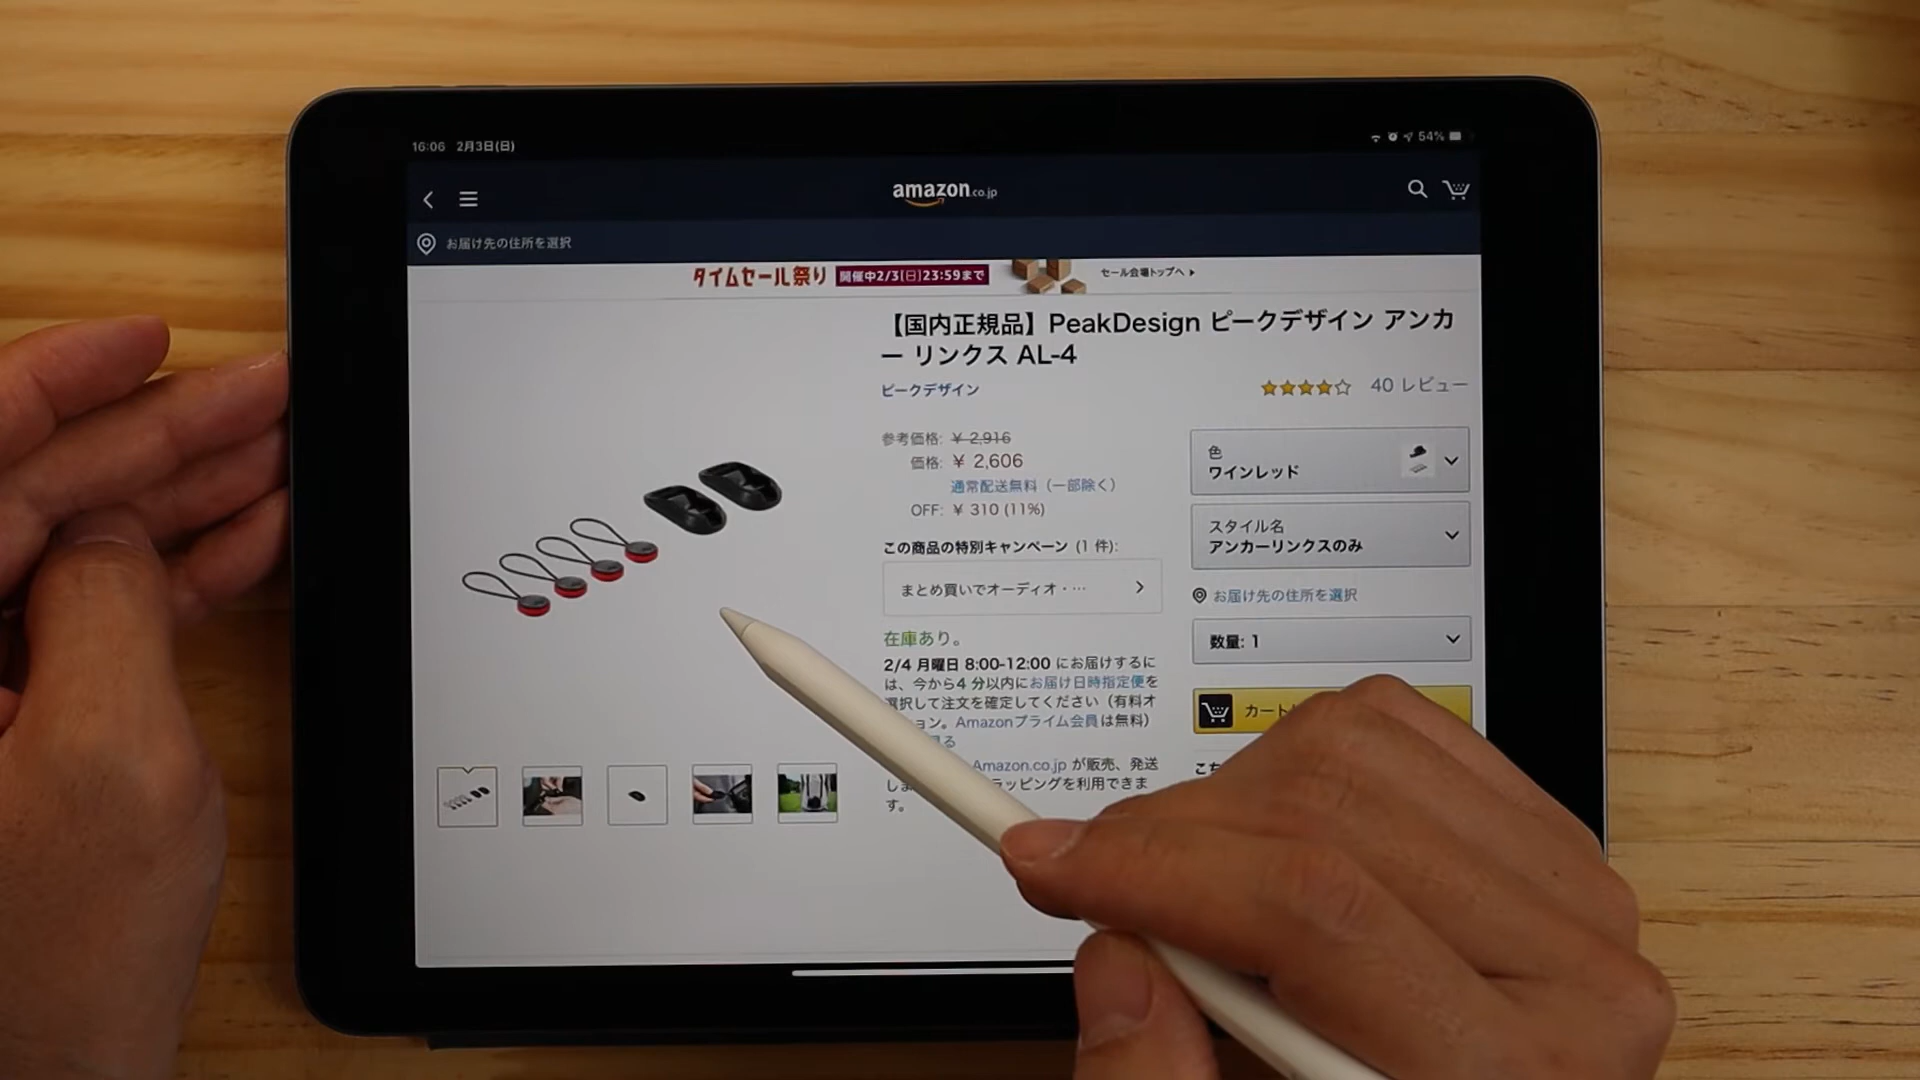 16:06 2月3日(日)
54%
amazon.co.jp
お届け先の住所を選択
タイムセール祭り 開催中2/3[日]23:59まで セール会場トップへ
【国内正規品】PeakDesign ピークデザイン アンカ
ー リンクス AL-4
ピークデザイン
40 レビュー
参考価格: ¥ 2,916
価格: ¥ 2,606
通常配送無料（一部除く）
OFF: ¥ 310 (11%)
この商品の特別キャンペーン (1 件):
まとめ買いでオーディオ・…
在庫あり。
2/4 月曜日 8:00-12:00 にお届けするに
は、今から4 分以内にお届け日時指定便を
選択して注文を確定してください（有料オ
ョン。Amazonプライム会員は無料）
見る
Amazon.co.jp が販売、発送
しま ラッピングを利用できま
す。
色
ワインレッド
スタイル名
アンカーリンクスのみ
お届け先の住所を選択
数量: 1
カート
こち